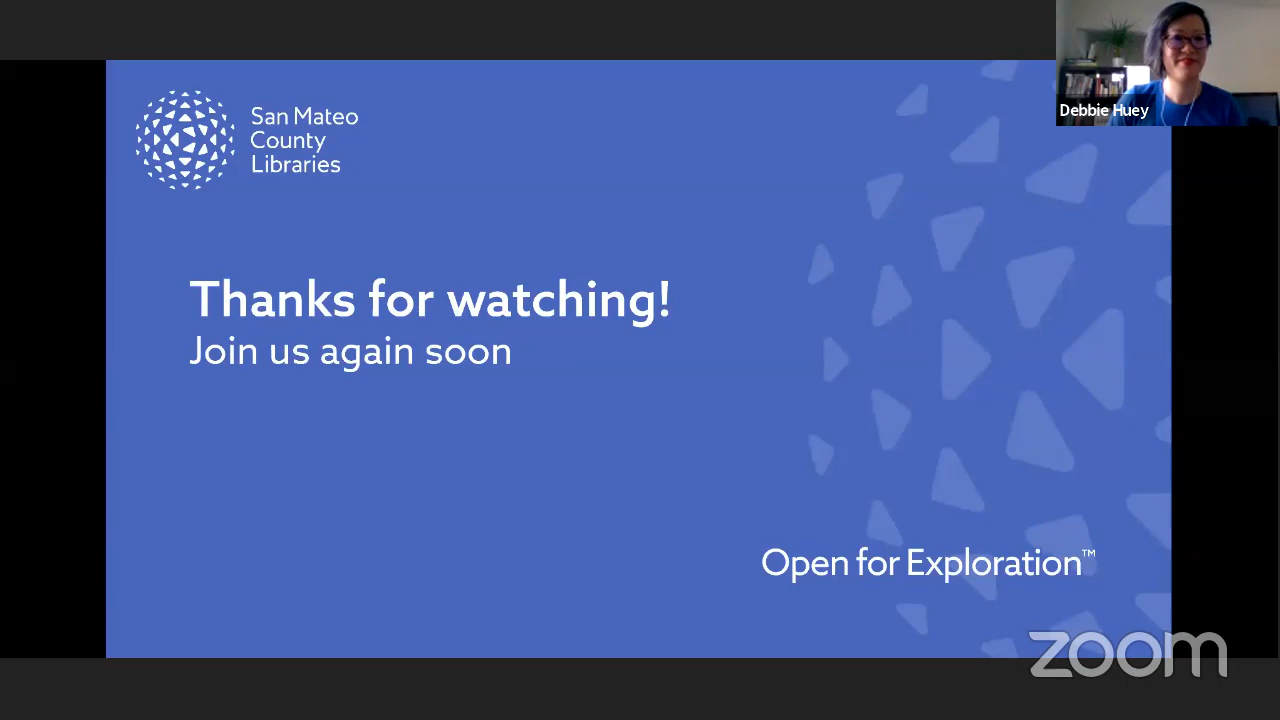 San Mateo
County
Libraries
Debbie Huey
Thanks for watching!
Join us again soon
Open for Exploration™
zoom